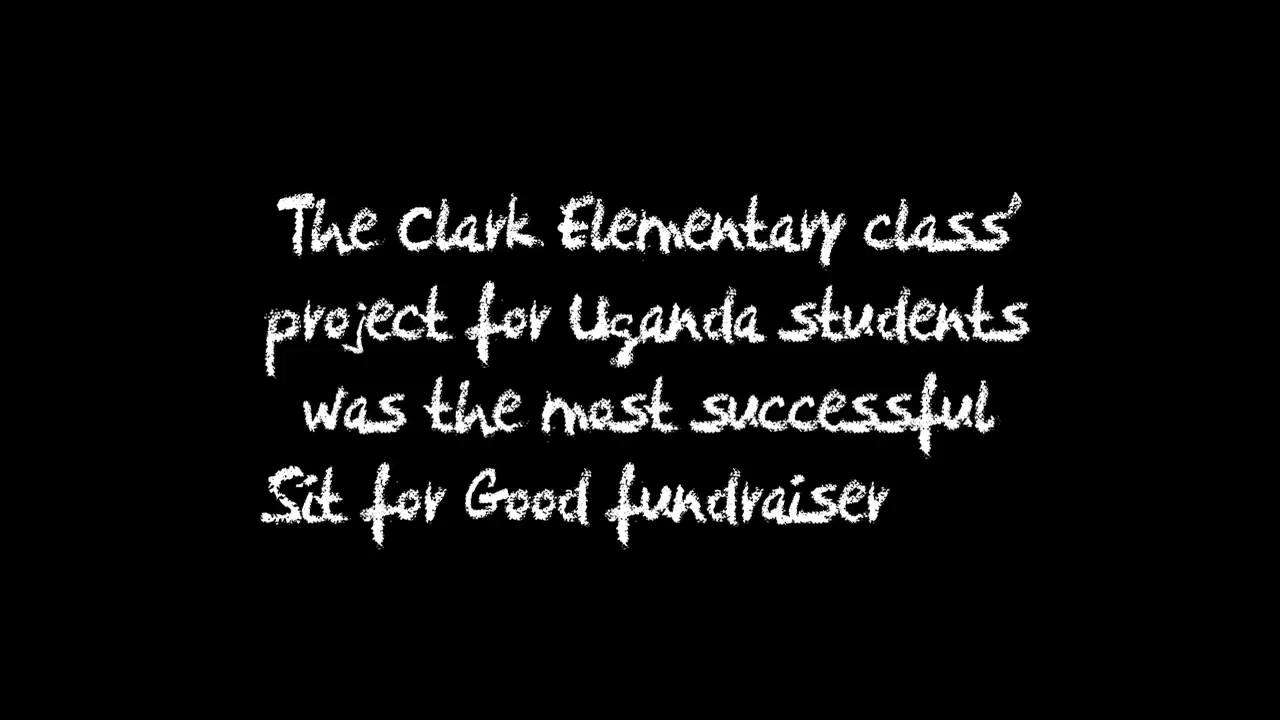 The Clark Elementary class'
project for Uganda students
was the most successful
Sit for Good fundraiser